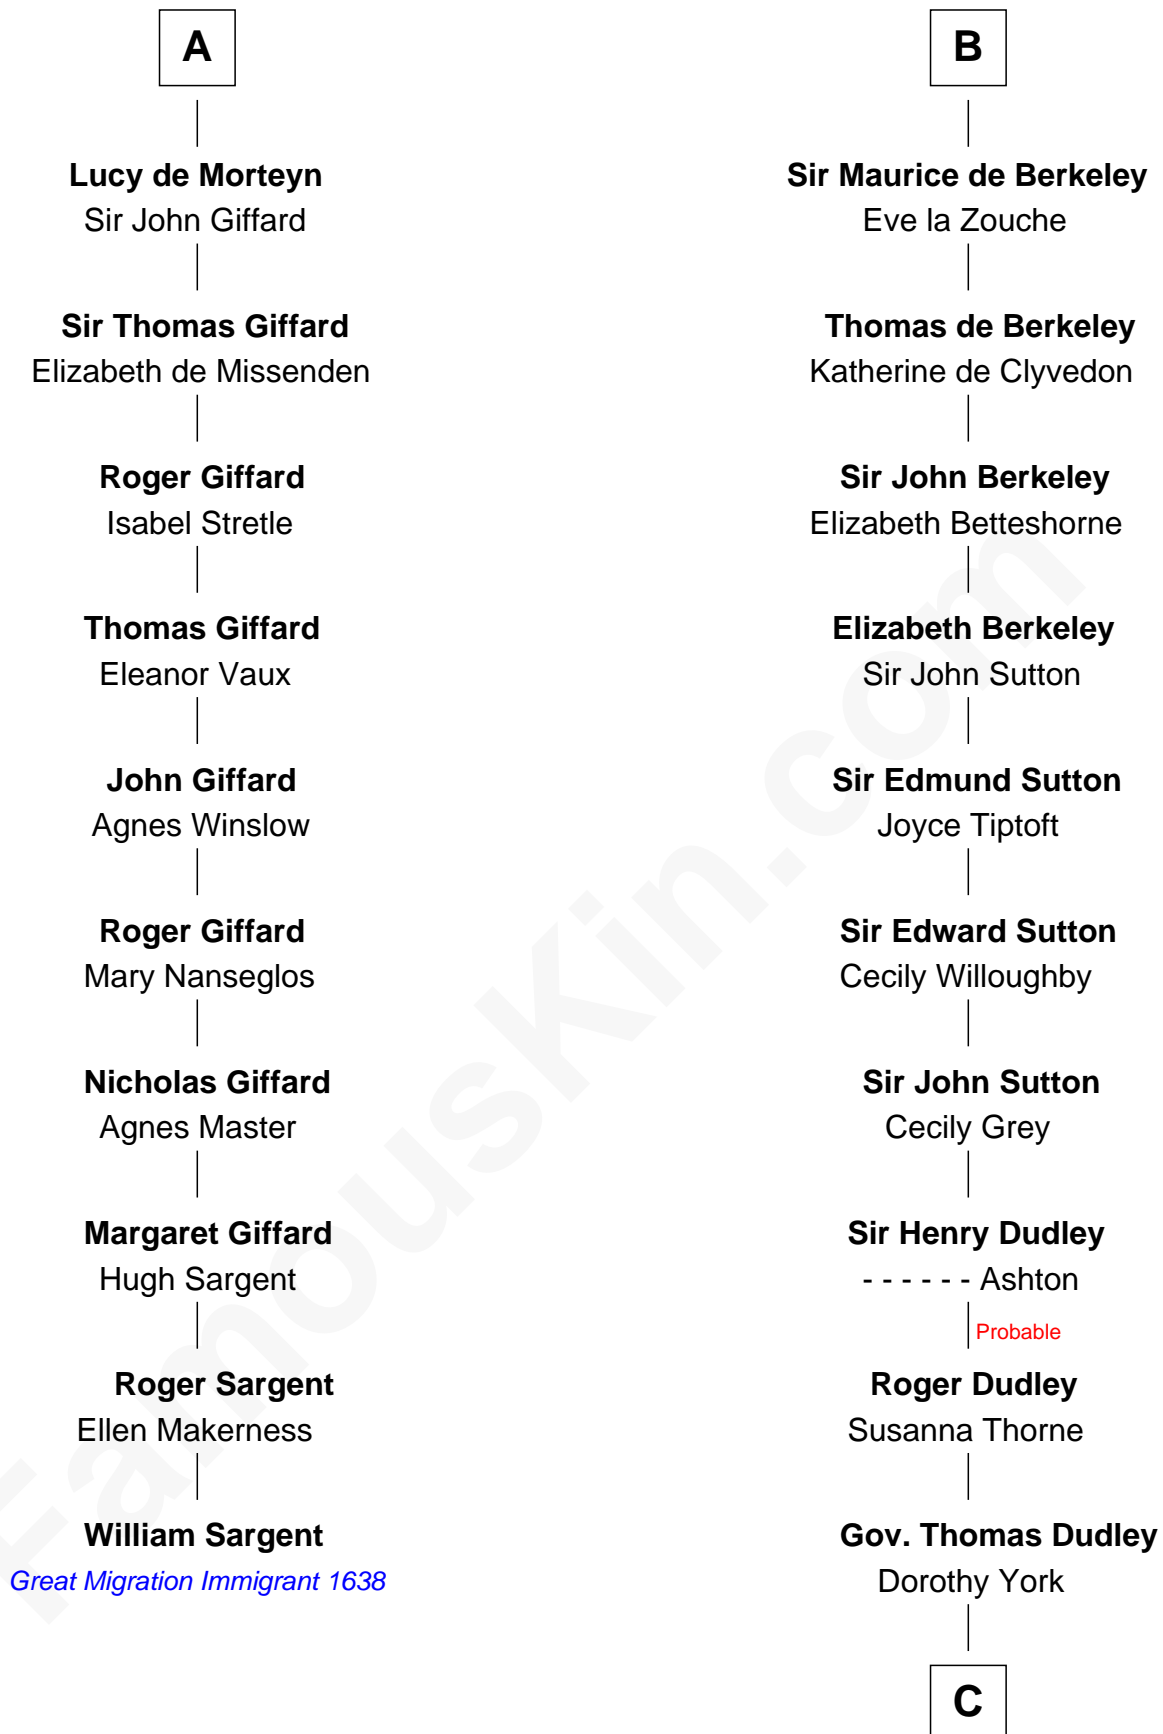 A
Lucy de Morteyn
Sir John Giffard
Sir Thomas Giffard
Elizabeth de Missenden
Roger Giffard
Isabel Stretle
Thomas Giffard
Eleanor Vaux
John Giffard
Agnes Winslow
Roger Giffard
Mary Nanseglos
Nicholas Giffard
Agnes Master
Margaret Giffard
Hugh Sargent
Roger Sargent
Ellen Makerness
William Sargent
Great Migration Immigrant 1638
B
Sir Maurice de Berkeley
Eve la Zouche
Thomas de Berkeley
Katherine de Clyvedon
Sir John Berkeley
Elizabeth Betteshorne
Elizabeth Berkeley
Sir John Sutton
Sir Edmund Sutton
Joyce Tiptoft
Sir Edward Sutton
Cecily Willoughby
Sir John Sutton
Cecily Grey
Sir Henry Dudley
- - - - - - Ashton
Probable
Roger Dudley
Susanna Thorne
Gov. Thomas Dudley
Dorothy York
C
FamousKin.com